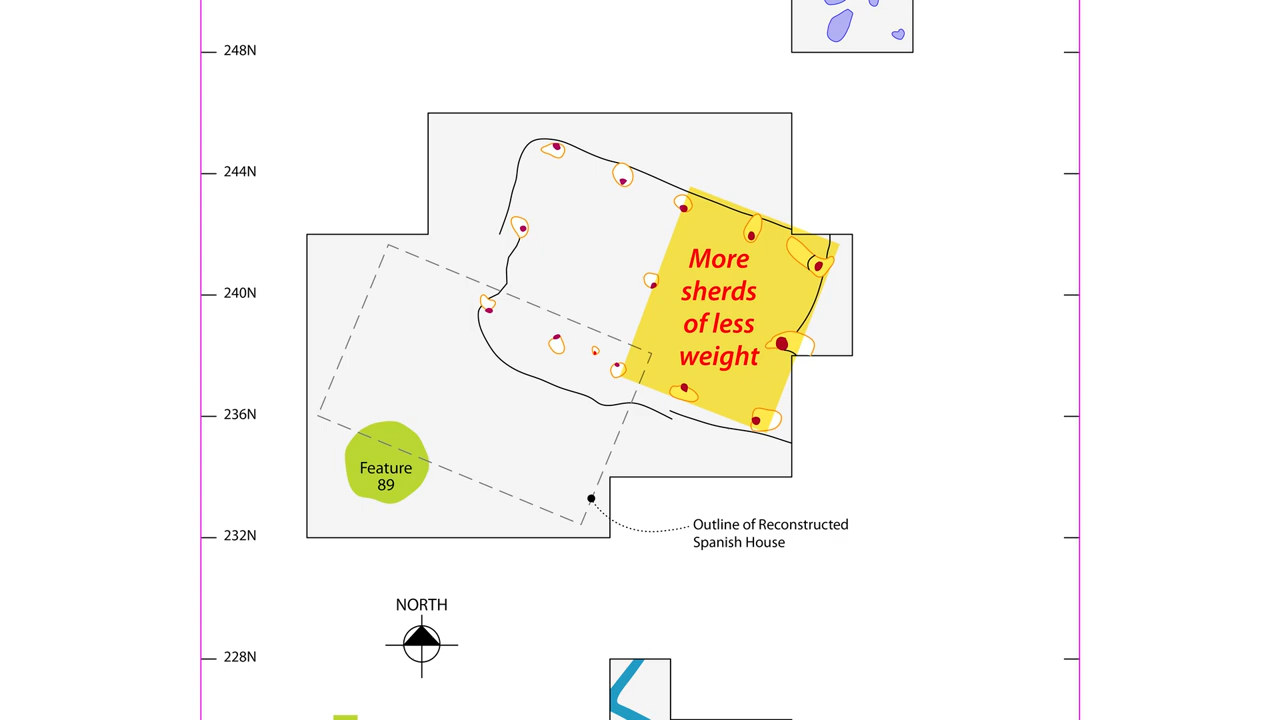 248N
244N
240N
236N
232N
228N
More
sherds
of less
weight
Feature
89
Outline of Reconstructed
Spanish House
NORTH